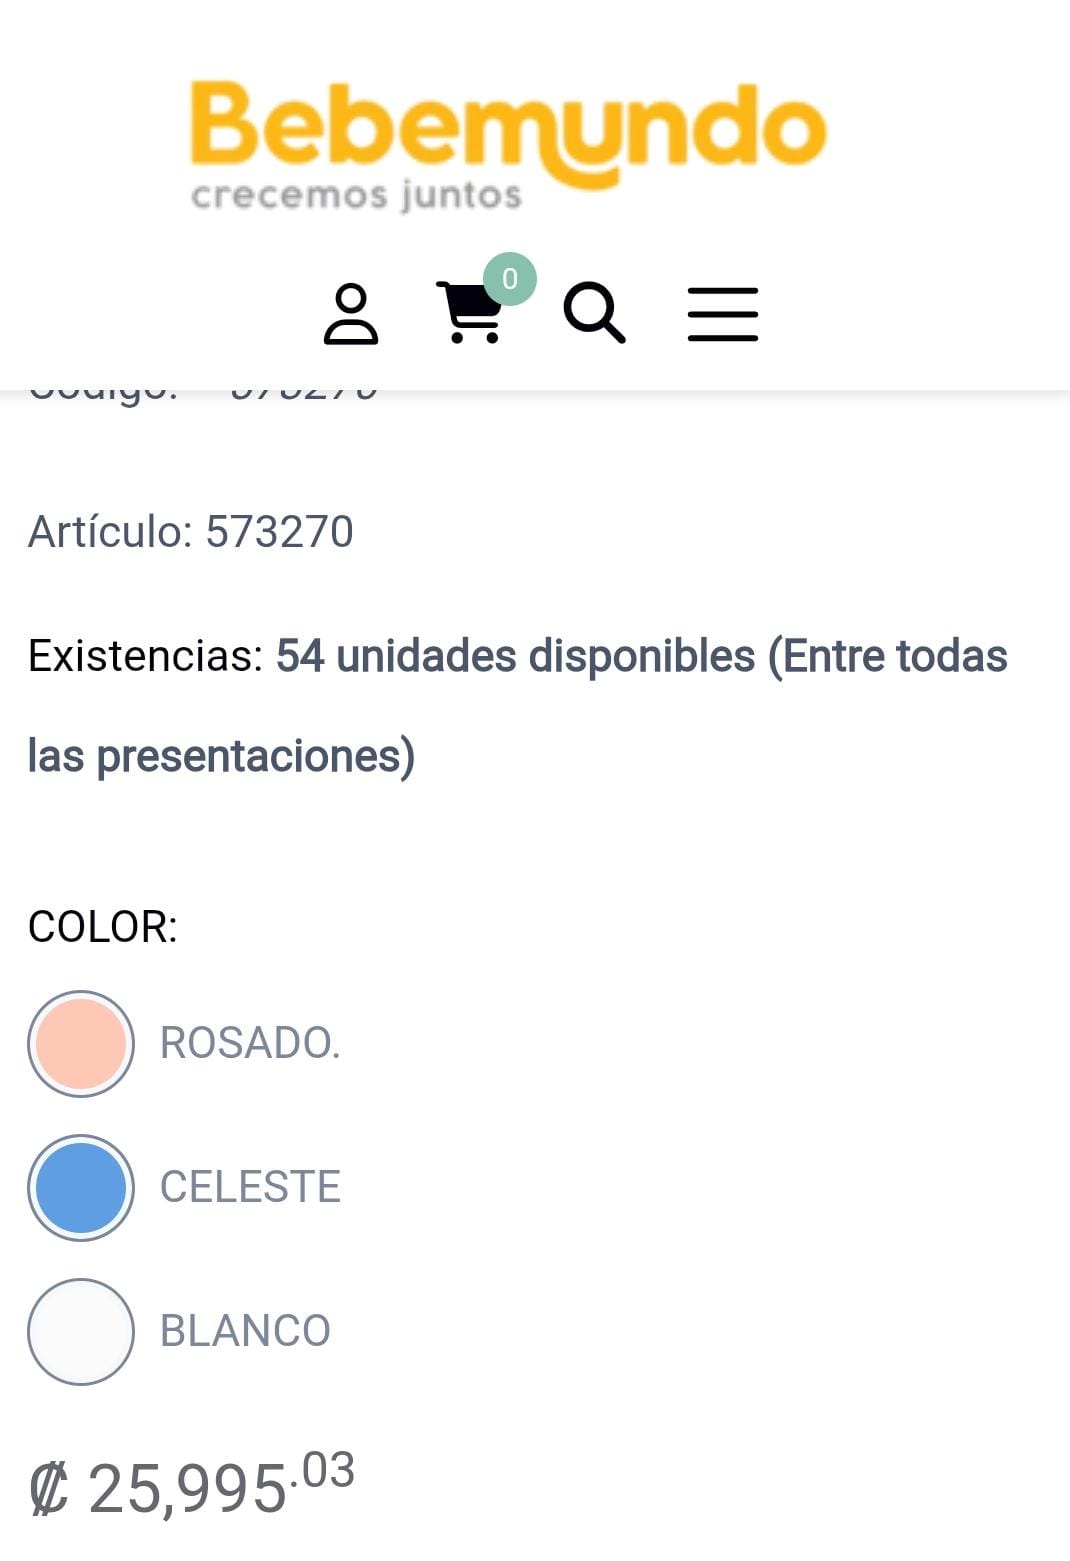 Bebemundo
crecemos juntos
0
Artículo: 573270
Existencias: 54 unidades disponibles (Entre todas
las presentaciones)
COLOR:
ROSADO.
CELESTE
BLANCO
₡ 25,995.03